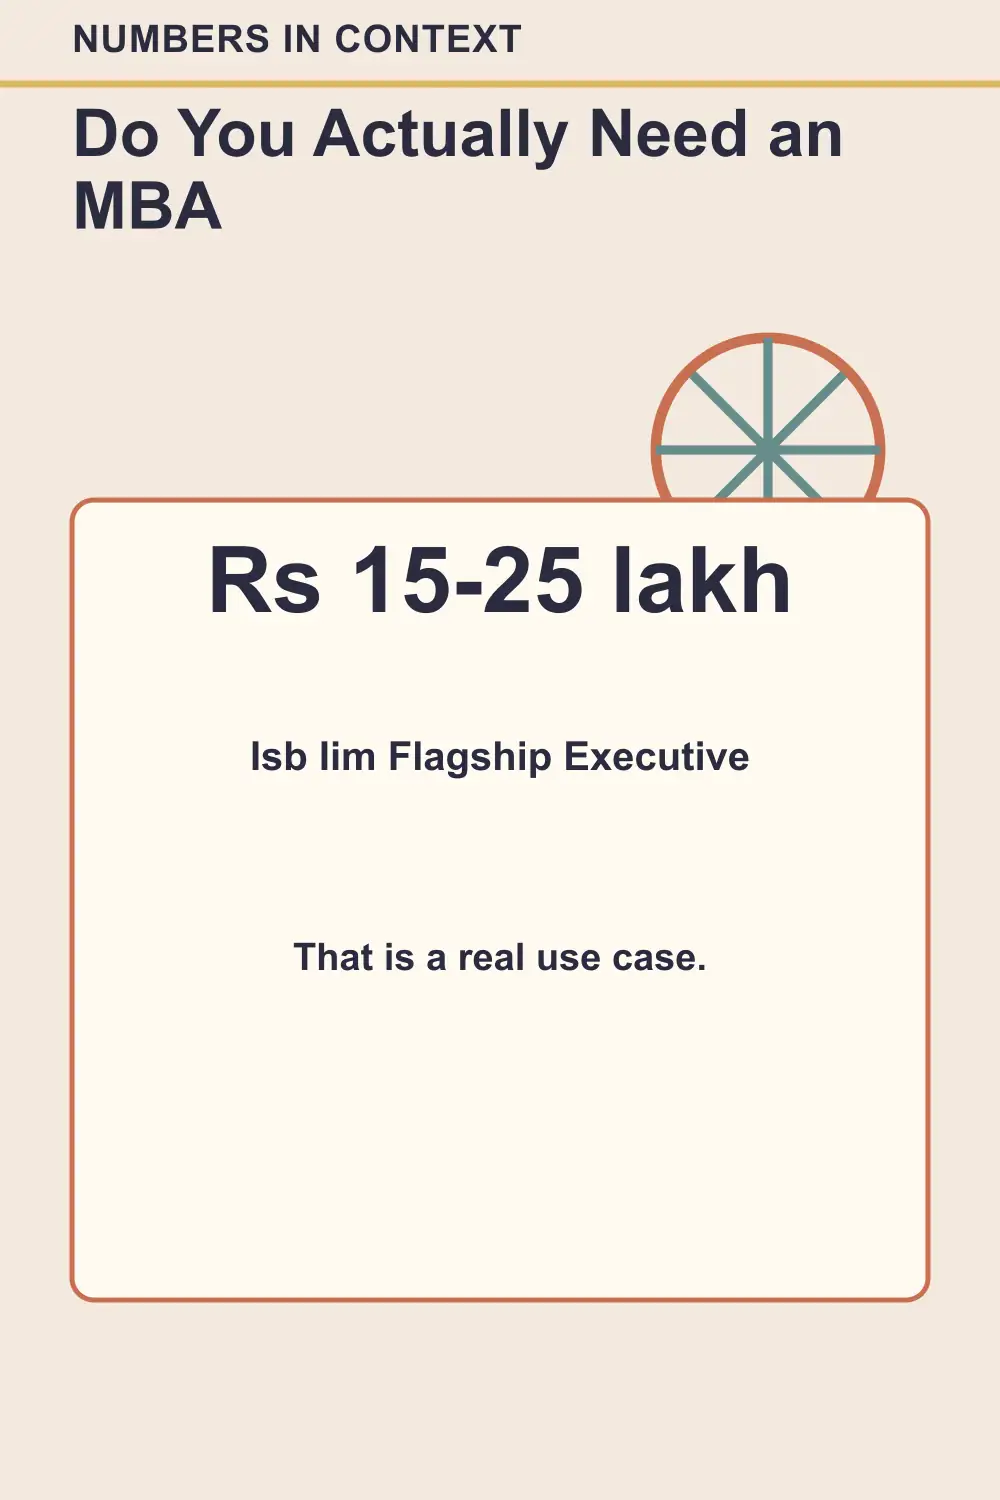 NUMBERS IN CONTEXT
Do You Actually Need an
MBA
Rs 15-25 lakh
Isb Iim Flagship Executive
That is a real use case.